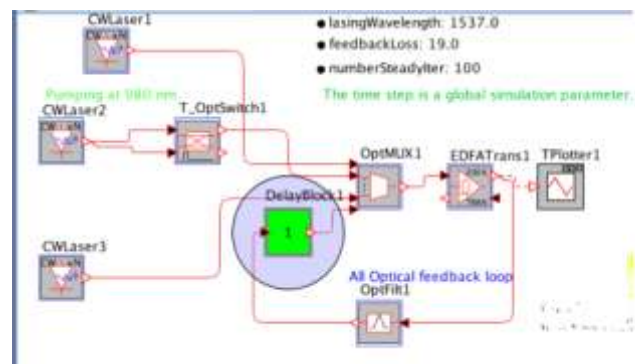 CWLaser1
lasingWavelength: 1537.0
feedbackLoss: 19.0
numberSteadyIter: 100
Pumping at 980 nm
The time step is a global simulation parameter.
CWLaser2
T_OptSwitch1
OptMUX1
EDFATrans1
TPlotter1
DelayBlock1
1
CWLaser3
All Optical feedback loop
OptFilt1